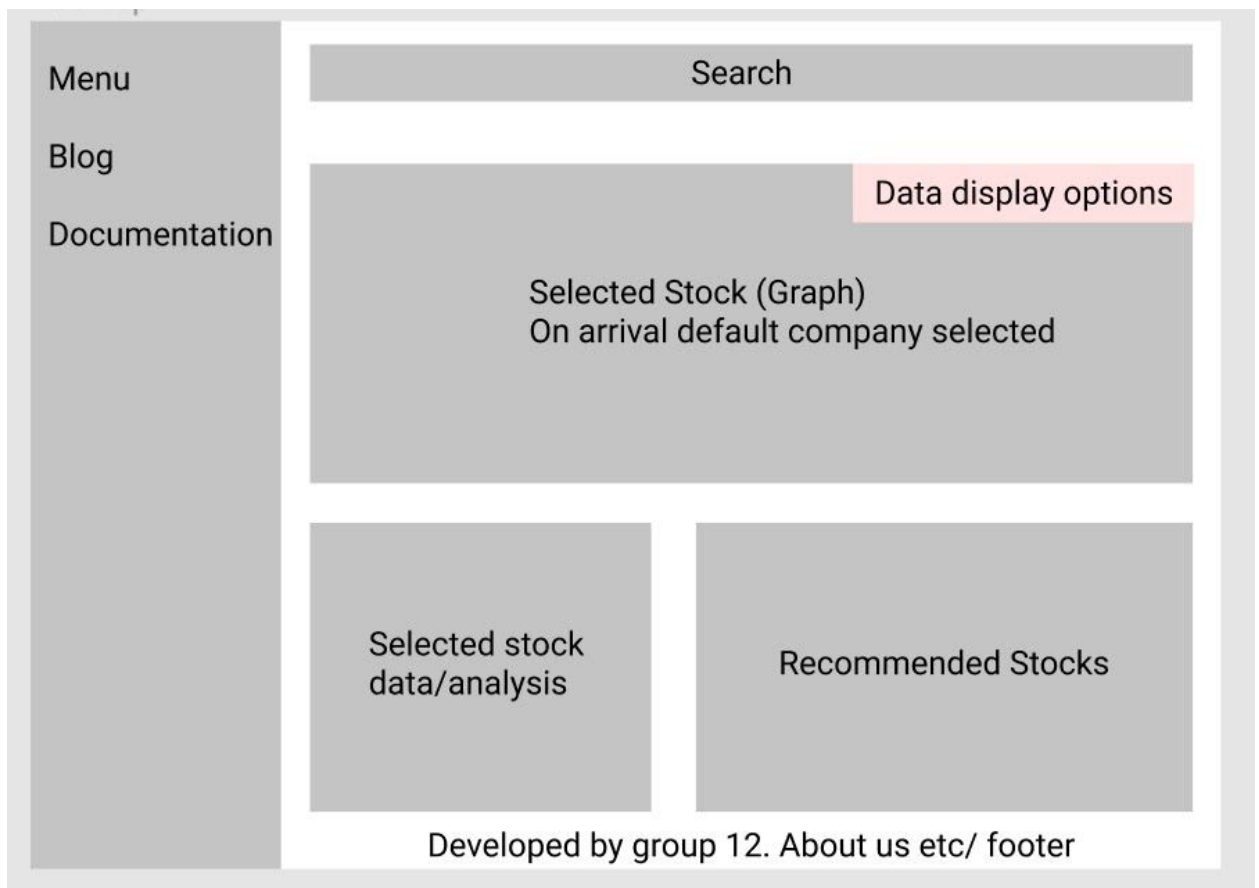 Menu
Blog
Documentation
Search
Data display options
Selected Stock (Graph)
On arrival default company selected
Selected stock
data/analysis
Recommended Stocks
Developed by group 12. About us etc/ footer